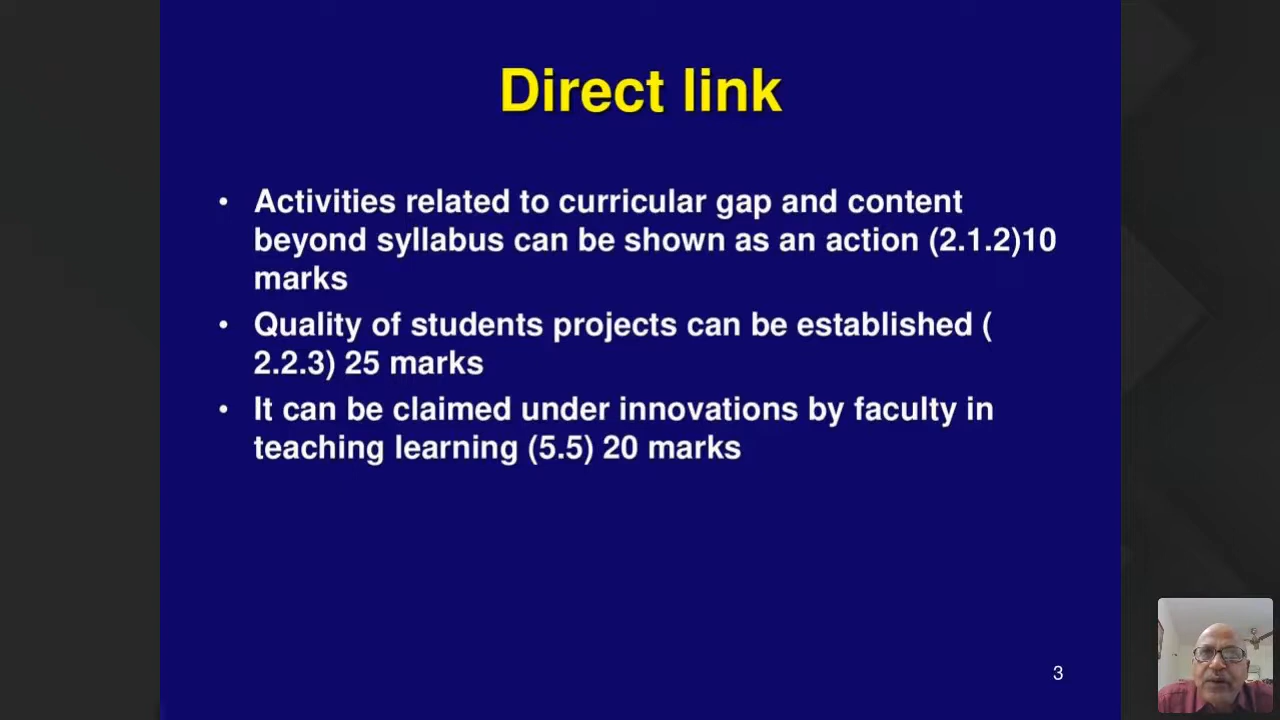 Direct link
• Activities related to curricular gap and content
beyond syllabus can be shown as an action (2.1.2)10
marks
• Quality of students projects can be established (
2.2.3) 25 marks
• It can be claimed under innovations by faculty in
teaching learning (5.5) 20 marks
3